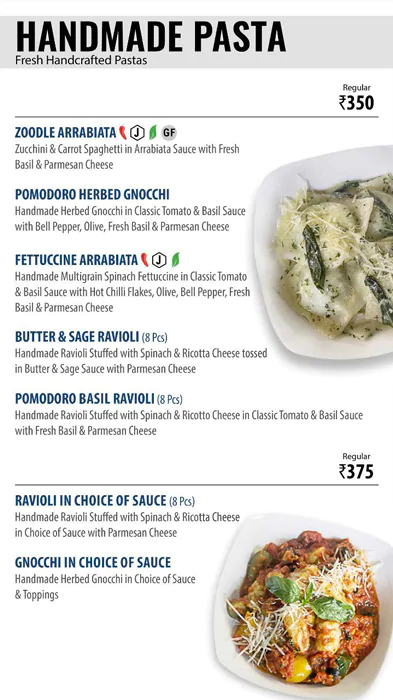 HANDMADE PASTA
Fresh Handcrafted Pastas
Regular
₹350
ZOODLE ARRABIATA J GF
Zucchini & Carrot Spaghetti in Arrabiata Sauce with Fresh
Basil & Parmesan Cheese
POMODORO HERBED GNOCCHI
Handmade Herbed Gnocchi in Classic Tomato & Basil Sauce
with Bell Pepper, Olive, Fresh Basil & Parmesan Cheese
FETTUCCINE ARRABIATA J
Handmade Multigrain Spinach Fettuccine in Classic Tomato
& Basil Sauce with Hot Chilli Flakes, Olive, Bell Pepper, Fresh
Basil & Parmesan Cheese
BUTTER & SAGE RAVIOLI (8 Pcs)
Handmade Ravioli Stuffed with Spinach & Ricotta Cheese tossed
in Butter & Sage Sauce with Parmesan Cheese
POMODORO BASIL RAVIOLI (8 Pcs)
Handmade Ravioli Stuffed with Spinach & Ricotto Cheese in Classic Tomato & Basil Sauce
with Fresh Basil & Parmesan Cheese
Regular
₹375
RAVIOLI IN CHOICE OF SAUCE (8 Pcs)
Handmade Ravioli Stuffed with Spinach & Ricotta Cheese
in Choice of Sauce with Parmesan Cheese
GNOCCHI IN CHOICE OF SAUCE
Handmade Herbed Gnocchi in Choice of Sauce
& Toppings